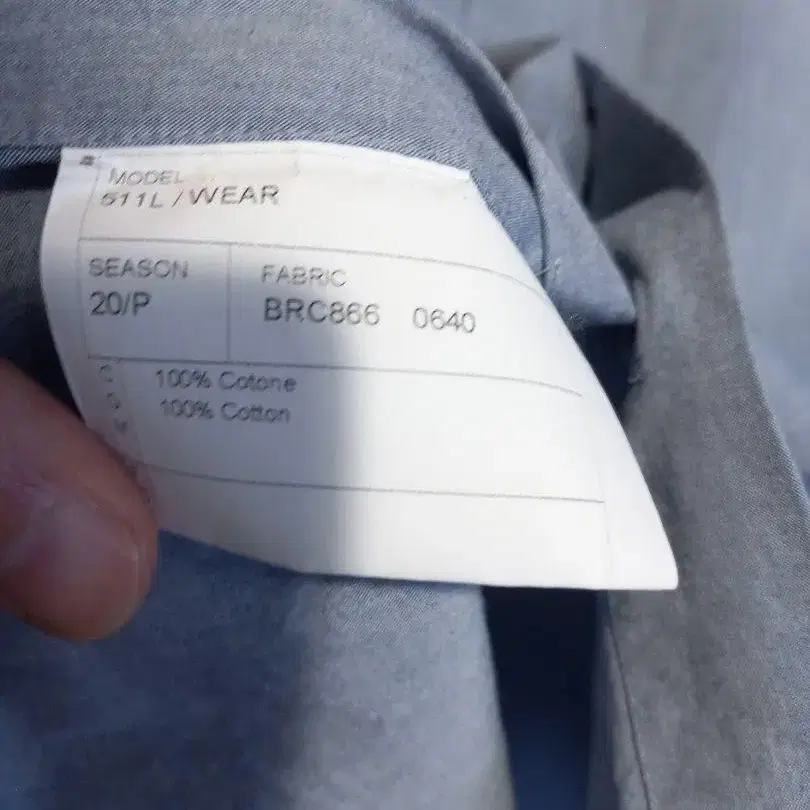 MODEL
511L / WEAR
SEASON
FABRIC
20/P
BRC866 0640
100% Cotone
100% Cotton